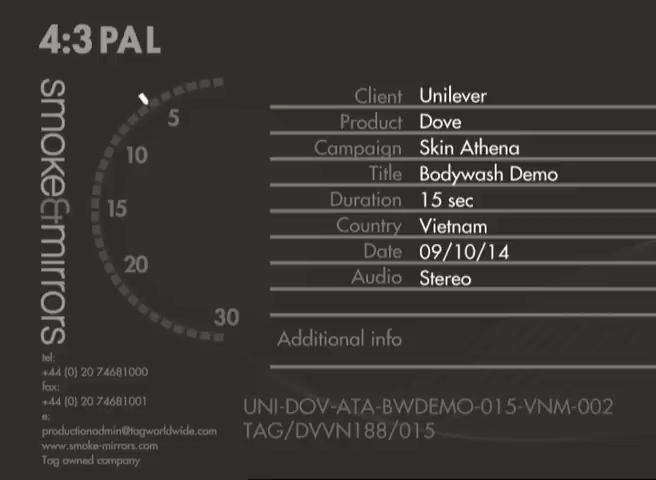 4:3 PAL
smoke&mirrors
5
10
15
20
30
Client Unilever
Product Dove
Campaign Skin Athena
Title Bodywash Demo
Duration 15 sec
Country Vietnam
Date 09/10/14
Audio Stereo
Additional info
tel:
+44 (0) 20 74681000
fax:
+44 (0) 20 74681001
e:
productionadmin@tagworldwide.com
www.smoke-mirrors.com
Tag owned company
UNI-DOV-ATA-BWDEMO-015-VNM-002
TAG/DVVN188/015